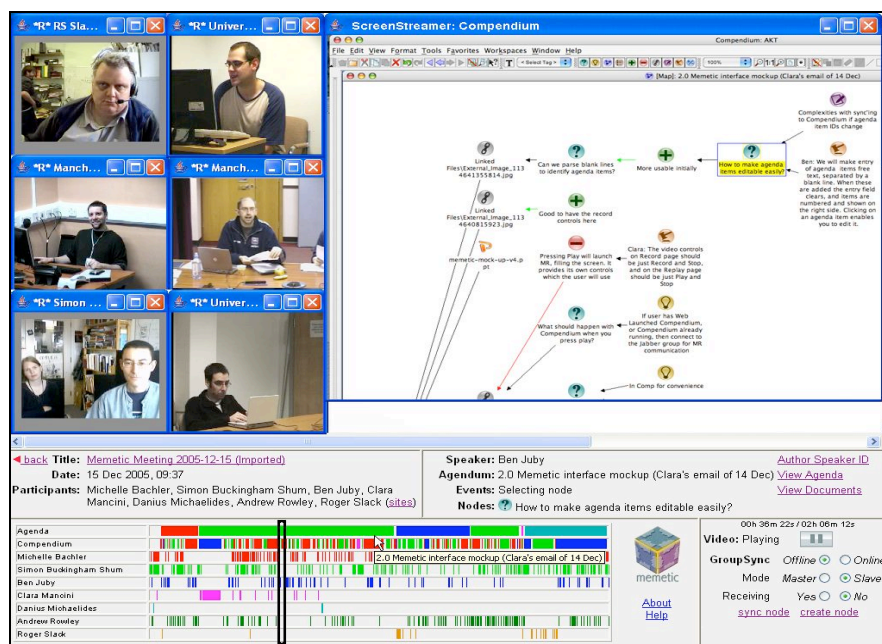 *R* RS Sla...
*R* Univer...
ScreenStreamer: Compendium
Compendium: AKT
File Edit View Format Tools Favorites Workspaces Window Help
< Select Tag >
100%
[Map]: 2.0 Memetic interface mockup (Clara's email of 14 Dec)
Complexities with sync'ing
to Compendium if agenda
item IDs change
Linked
Files\External_Image_113
4641355814.jpg
Can we parse blank lines
to identify agenda items?
More usable initially
How to make agenda
items editable easily?
Ben: We will make entry
of agenda items free
text, separated by a
blank line. When these
are added the entry field
clears, and items are
numbered and shown on
the right side. Clicking on
an agenda item enables
you to edit it.
*R* Manch...
*R* Manch...
Linked
Files\External_Image_113
4640815923.jpg
Good to have the record
controls here
memetic-mock-up-v4.p
pt
Pressing Play will launch
MR, filling the screen. It
provides its own controls
which the user will use
Clara: The video controls
on Record page should
be just Record and Stop,
and on the Replay page
should be just Play and
Stop
*R* Simon ...
*R* Univer...
What should happen with
Compendium when you
press play?
If user has Web
Launched Compendium,
or Compendium already
running, then connect to
the Jabber group for MR
communication
In Comp for convenience
back Title: Memetic Meeting 2005-12-15 (Imported)
Date: 15 Dec 2005, 09:37
Participants: Michelle Bachler, Simon Buckingham Shum, Ben Juby, Clara
Mancini, Danius Michaelides, Andrew Rowley, Roger Slack (sites)
Speaker: Ben Juby
Author Speaker ID
Agendum: 2.0 Memetic interface mockup (Clara's email of 14 Dec)
View Agenda
Events: Selecting node
View Documents
Nodes: ? How to make agenda items editable easily?
Agenda
Compendium
Michelle Bachler
2.0 Memetic interface mockup (Clara's email of 14 Dec)
Simon Buckingham Shum
Ben Juby
Clara Mancini
Danius Michaelides
Andrew Rowley
Roger Slack
memetic
About
Help
00h 36m 22s/ 02h 06m 12s
Video: Playing
GroupSync Offline Online
Mode Master Slave
Receiving Yes No
sync node create node